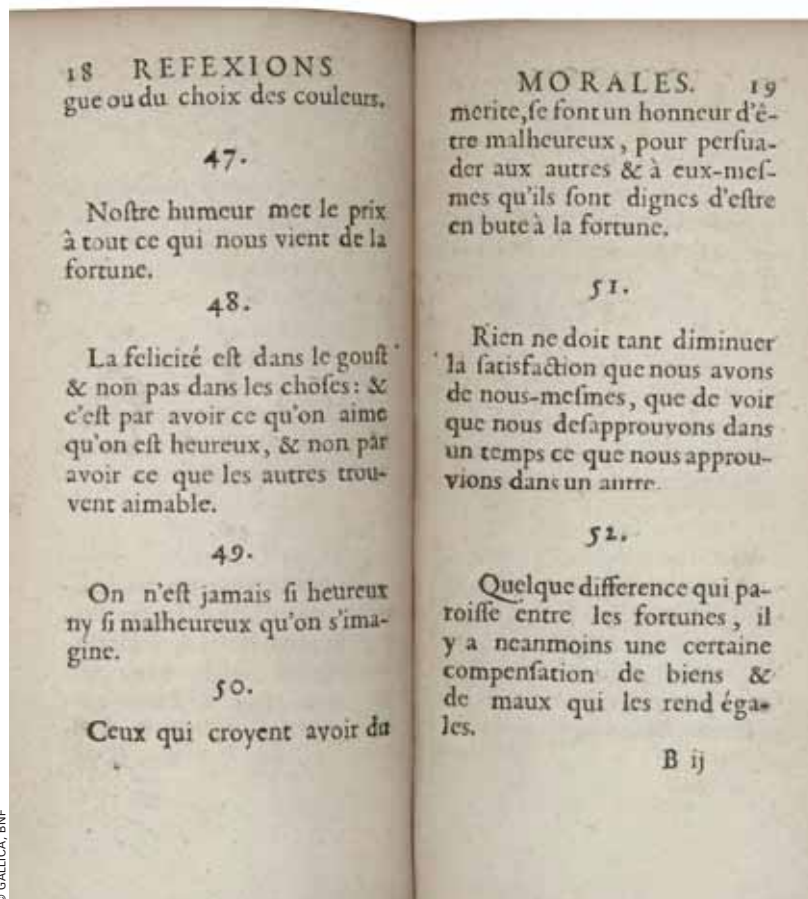 18 REFEXIONS
gue ou du choix des couleurs.
47.
Noſtre humeur met le prix
à tout ce qui nous vient de la
fortune.
48.
La felicité eſt dans le gouſt
& non pas dans les choſes : &
c'eſt par avoir ce qu'on aime
qu'on eſt heureux, & non par
avoir ce que les autres trou-
vent aimable.
49.
On n'eſt jamais ſi heureux
ny ſi malheureux qu'on s'ima-
gine.
50.
Ceux qui croyent avoir du
MORALES. 19
merite, ſe font un honneur d'ê-
tre malheureux, pour perſua-
der aux autres & à eux-meſ-
mes qu'ils ſont dignes d'eſtre
en bute à la fortune.
51.
Rien ne doit tant diminuer
la ſatisfaction que nous avons
de nous-meſmes, que de voir
que nous deſapprouvons dans
un temps ce que nous approu-
vions dans un autre.
52.
Quelque difference qui pa-
roiſſe entre les fortunes, il
y a neanmoins une certaine
compenſation de biens &
de maux qui les rend éga-
les.
B ij
© GALLICA, BNF